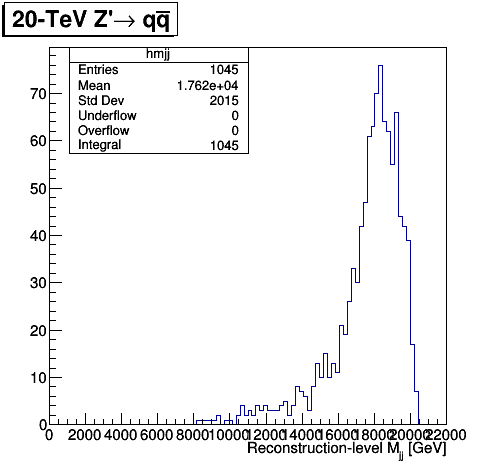 20-TeV Z'→ qq̅
hmjj
Entries 1045
Mean 1.762e+04
Std Dev 2015
Underflow 0
Overflow 0
Integral 1045
70
60
50
40
30
20
10
0
0 2000 4000 6000 8000 10000 12000 14000 16000 18000 20000 22000
Reconstruction-level Mjj [GeV]